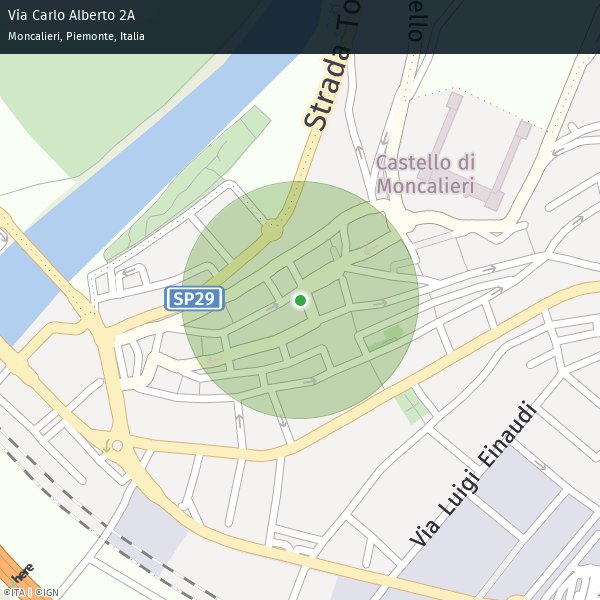 Via Carlo Alberto 2A
Moncalieri, Piemonte, Italia
Strada To
ello
Castello di
Moncalieri
SP29
Via Luigi Einaudi
here
©ITA | ©IGN